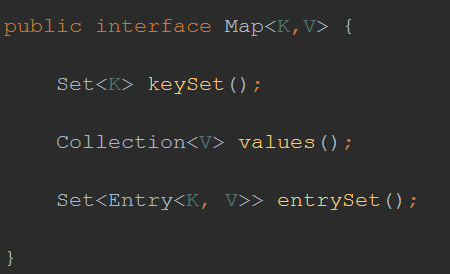 public interface Map<K,V> {
Set<K> keySet();
Collection<V> values();
Set<Entry<K, V>> entrySet();
}